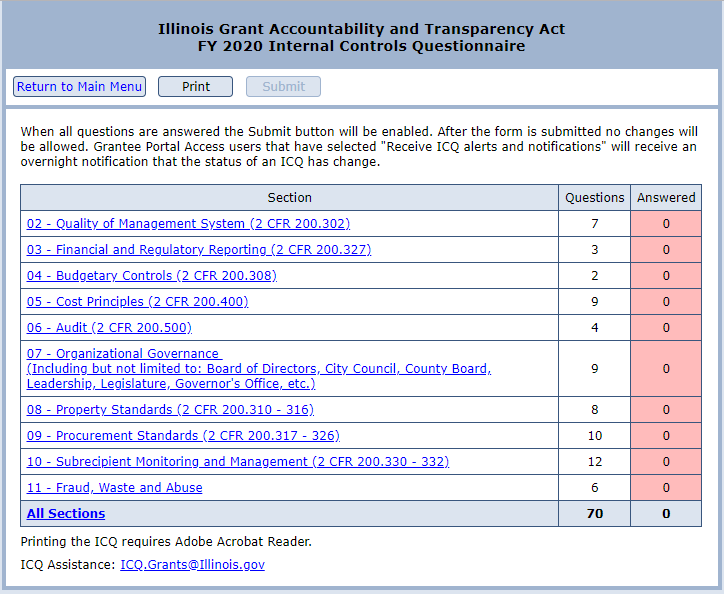 Illinois Grant Accountability and Transparency Act
FY 2020 Internal Controls Questionnaire
Return to Main Menu Print Submit
When all questions are answered the Submit button will be enabled. After the form is submitted no changes will
be allowed. Grantee Portal Access users that have selected "Receive ICQ alerts and notifications" will receive an
overnight notification that the status of an ICQ has change.
Section Questions Answered
02 - Quality of Management System (2 CFR 200.302) 7 0
03 - Financial and Regulatory Reporting (2 CFR 200.327) 3 0
04 - Budgetary Controls (2 CFR 200.308) 2 0
05 - Cost Principles (2 CFR 200.400) 9 0
06 - Audit (2 CFR 200.500) 4 0
07 - Organizational Governance
(Including but not limited to: Board of Directors, City Council, County Board, 9 0
Leadership, Legislature, Governor's Office, etc.)
08 - Property Standards (2 CFR 200.310 - 316) 8 0
09 - Procurement Standards (2 CFR 200.317 - 326) 10 0
10 - Subrecipient Monitoring and Management (2 CFR 200.330 - 332) 12 0
11 - Fraud, Waste and Abuse 6 0
All Sections 70 0
Printing the ICQ requires Adobe Acrobat Reader.
ICQ Assistance: ICQ.Grants@Illinois.gov